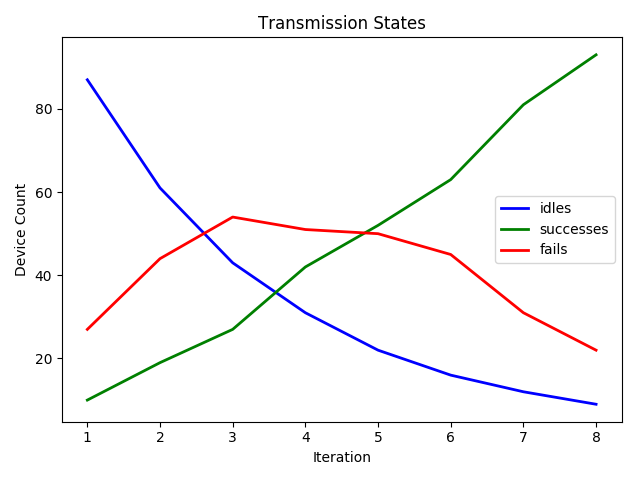 Transmission States
Device Count
80
60
40
20
idles
successes
fails
1 2 3 4 5 6 7 8
Iteration